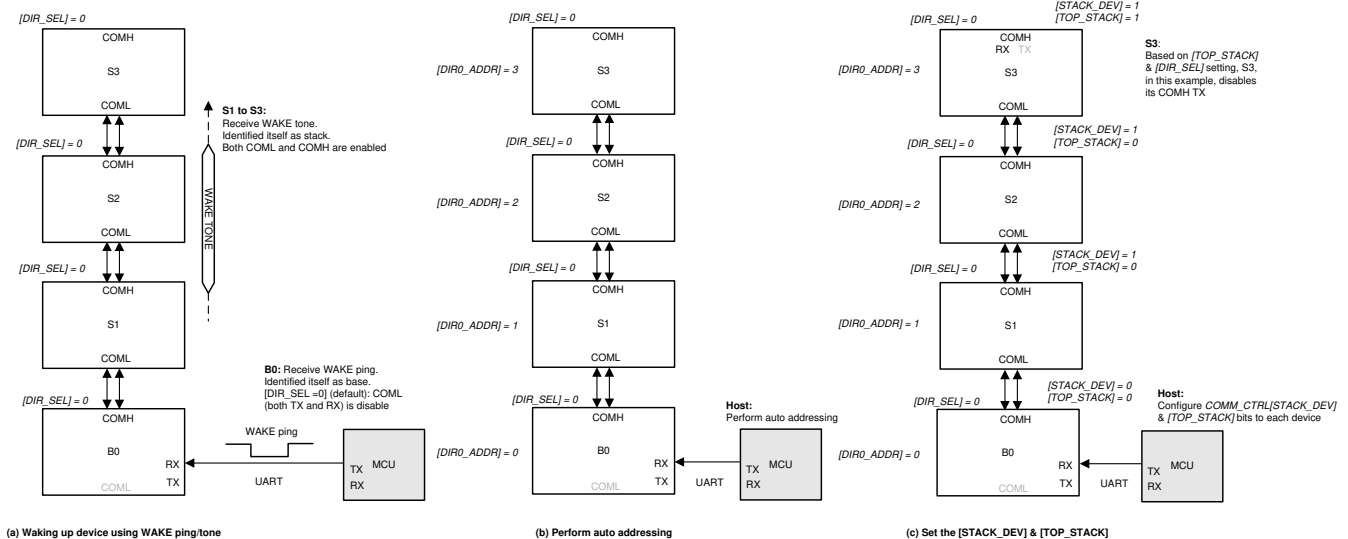 [DIR_SEL] = 0
COMH
S3
COML
[DIR_SEL] = 0
COMH
S2
COML
[DIR_SEL] = 0
COMH
S1
COML
[DIR_SEL] = 0
COMH
B0
RX
TX
COML
S1 to S3:
Receive WAKE tone.
Identified itself as stack.
Both COML and COMH are enabled
WAKE TONE
B0: Receive WAKE ping.
Identified itself as base.
[DIR_SEL =0] (default): COML
(both TX and RX) is disable
WAKE ping
UART
TX MCU
RX
(a) Waking up device using WAKE ping/tone
[DIR_SEL] = 0
COMH
[DIR0_ADDR] = 3
S3
COML
[DIR_SEL] = 0
COMH
[DIR0_ADDR] = 2
S2
COML
[DIR_SEL] = 0
COMH
[DIR0_ADDR] = 1
S1
COML
[DIR_SEL] = 0
COMH
[DIR0_ADDR] = 0
B0
RX
TX
COML
Host:
Perform auto addressing
UART
TX MCU
RX
(b) Perform auto addressing
[DIR_SEL] = 0
[STACK_DEV] = 1
[TOP_STACK] = 1
COMH
RX TX
[DIR0_ADDR] = 3
S3
COML
S3:
Based on [TOP_STACK]
& [DIR_SEL] setting, S3,
in this example, disables
its COMH TX
[DIR_SEL] = 0
[STACK_DEV] = 1
[TOP_STACK] = 0
COMH
[DIR0_ADDR] = 2
S2
COML
[DIR_SEL] = 0
[STACK_DEV] = 1
[TOP_STACK] = 0
COMH
[DIR0_ADDR] = 1
S1
COML
[DIR_SEL] = 0
[STACK_DEV] = 0
[TOP_STACK] = 0
COMH
[DIR0_ADDR] = 0
B0
RX
TX
COML
Host:
Configure COMM_CTRL[STACK_DEV]
& [TOP_STACK] bits to each device
UART
TX MCU
RX
(c) Set the [STACK_DEV] & [TOP_STACK]